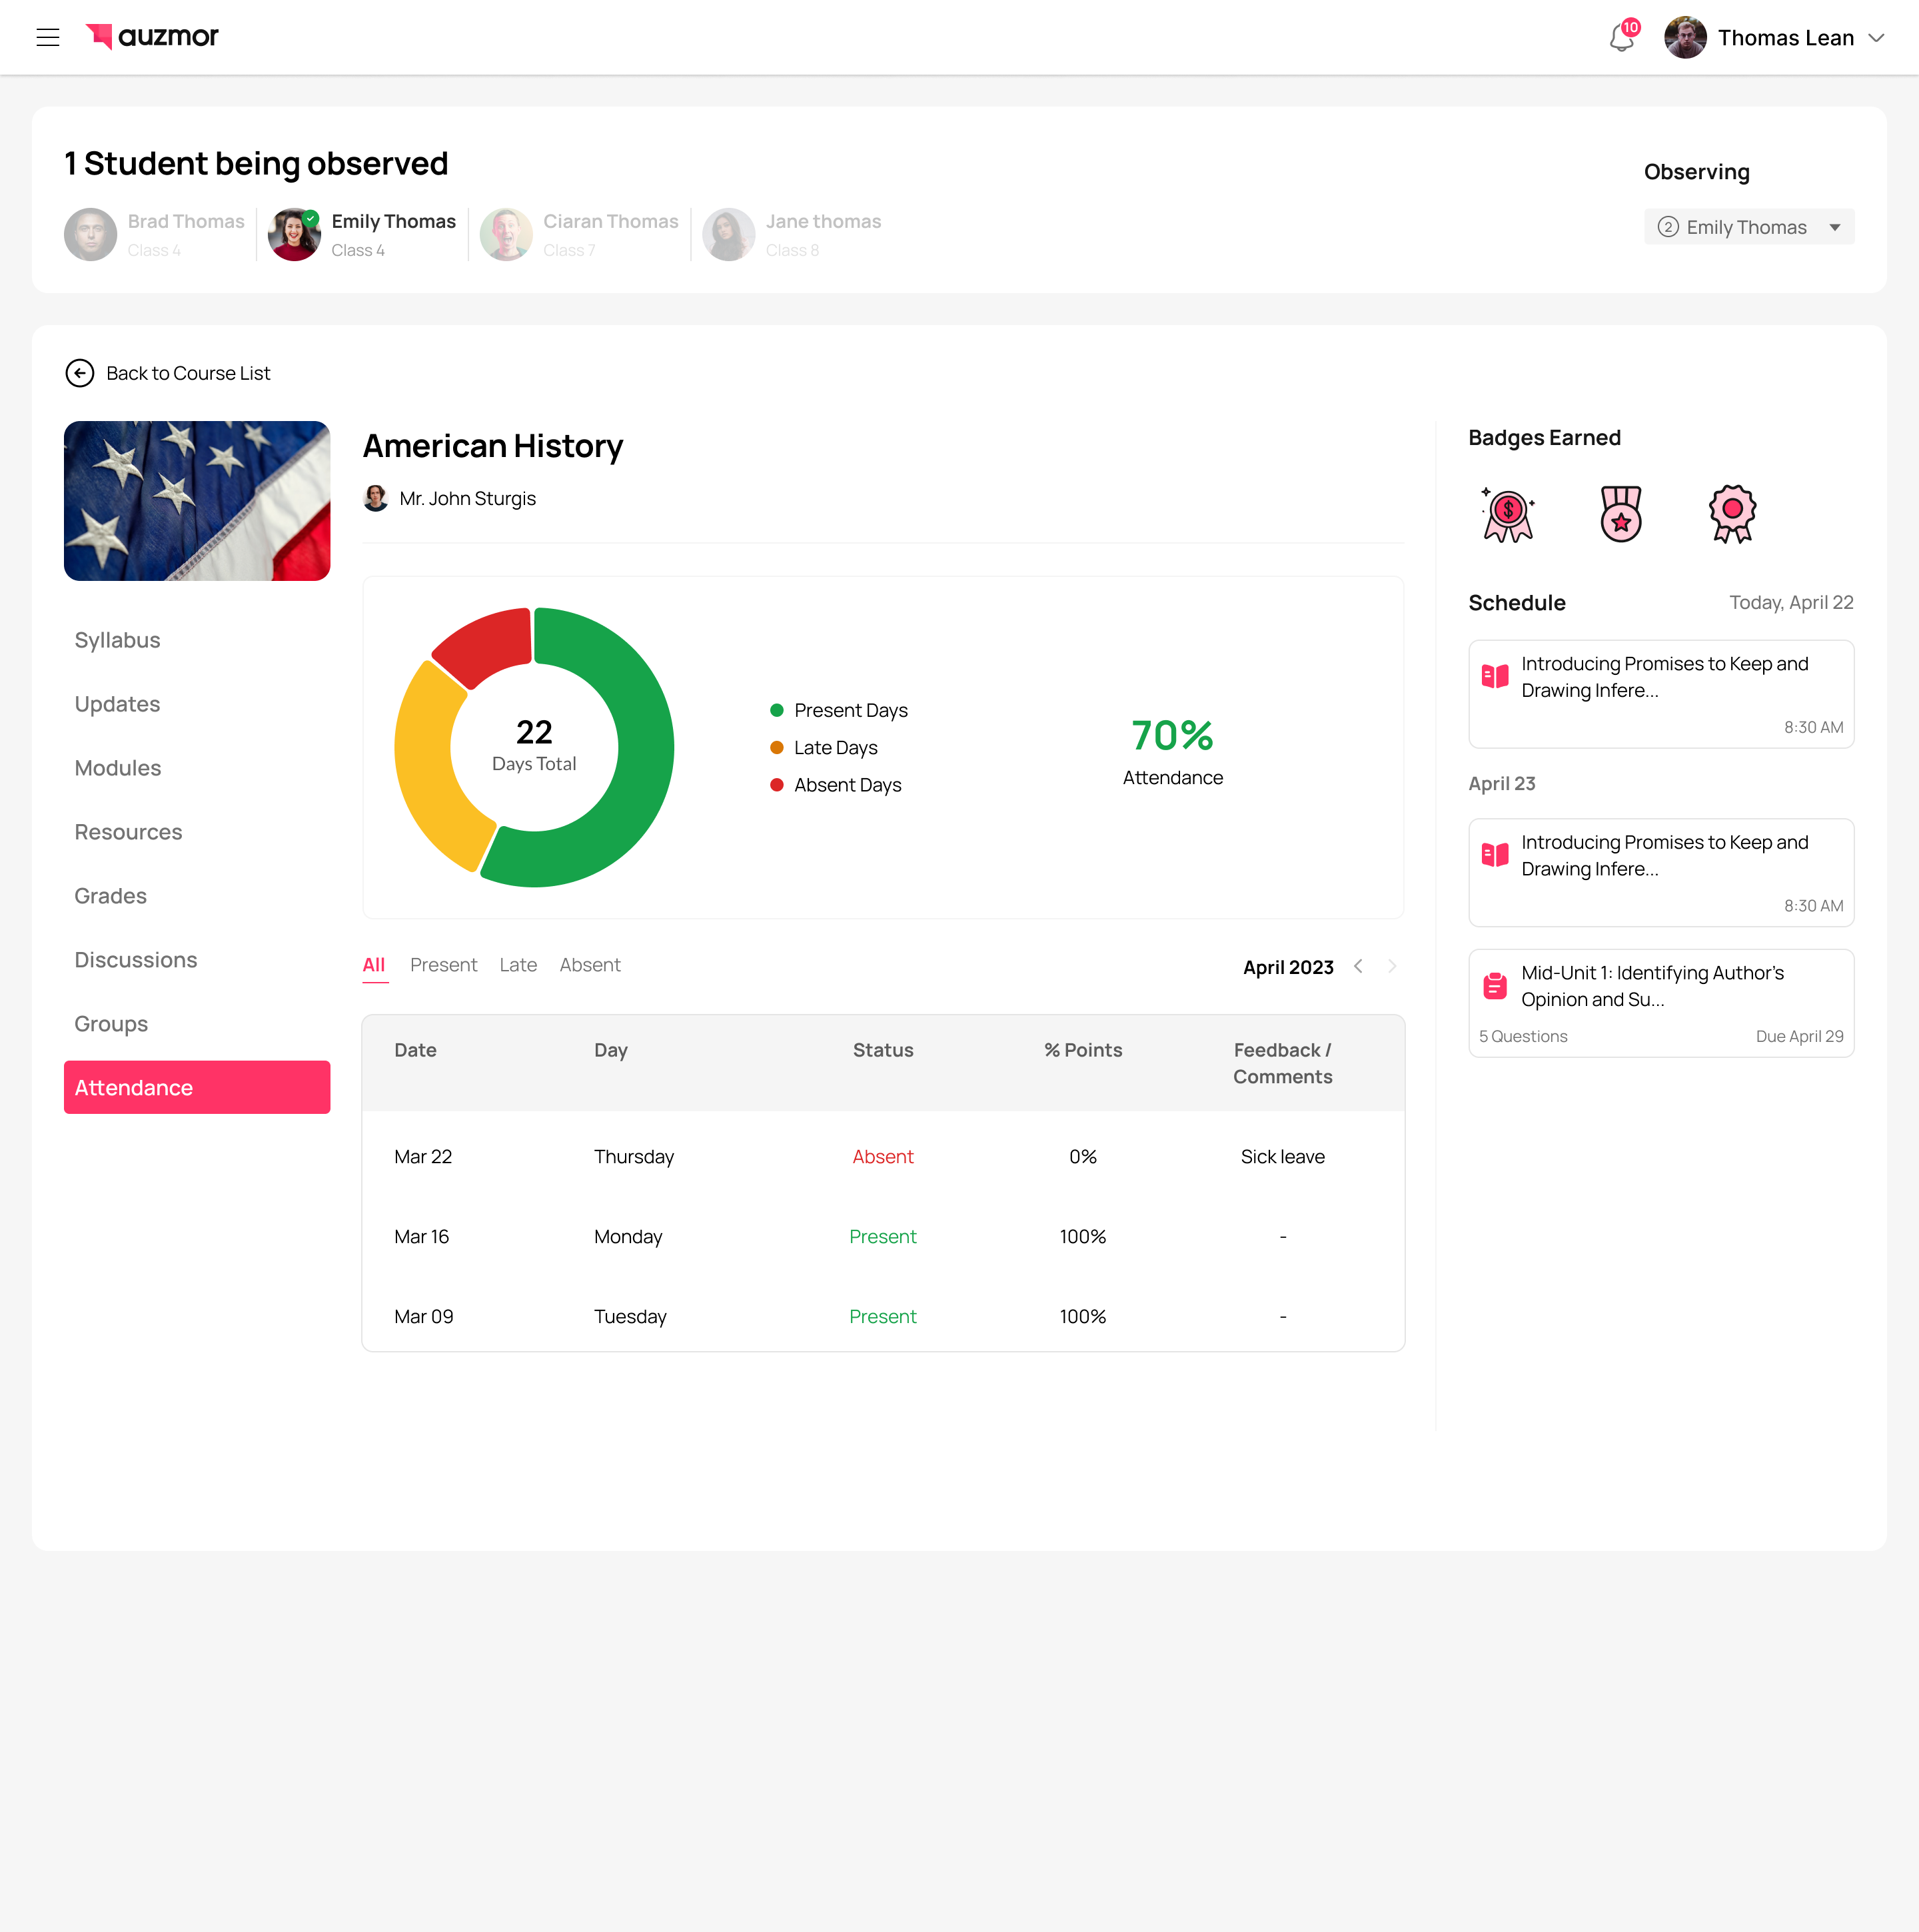 auzmor
10
Thomas Lean
1 Student being observed
Brad Thomas
Class 4
Emily Thomas
Class 4
Ciaran Thomas
Class 7
Jane thomas
Class 8
Observing
2 Emily Thomas
Back to Course List
Syllabus
Updates
Modules
Resources
Grades
Discussions
Groups
Attendance
American History
Mr. John Sturgis
22
Days Total
Present Days
Late Days
Absent Days
70%
Attendance
All Present Late Absent
April 2023
Date Day Status % Points Feedback /
Comments
Mar 22 Thursday Absent 0% Sick leave
Mar 16 Monday Present 100% -
Mar 09 Tuesday Present 100% -
Badges Earned
$
Schedule Today, April 22
Introducing Promises to Keep and
Drawing Infere...
8:30 AM
April 23
Introducing Promises to Keep and
Drawing Infere...
8:30 AM
Mid-Unit 1: Identifying Author's
Opinion and Su...
5 Questions Due April 29